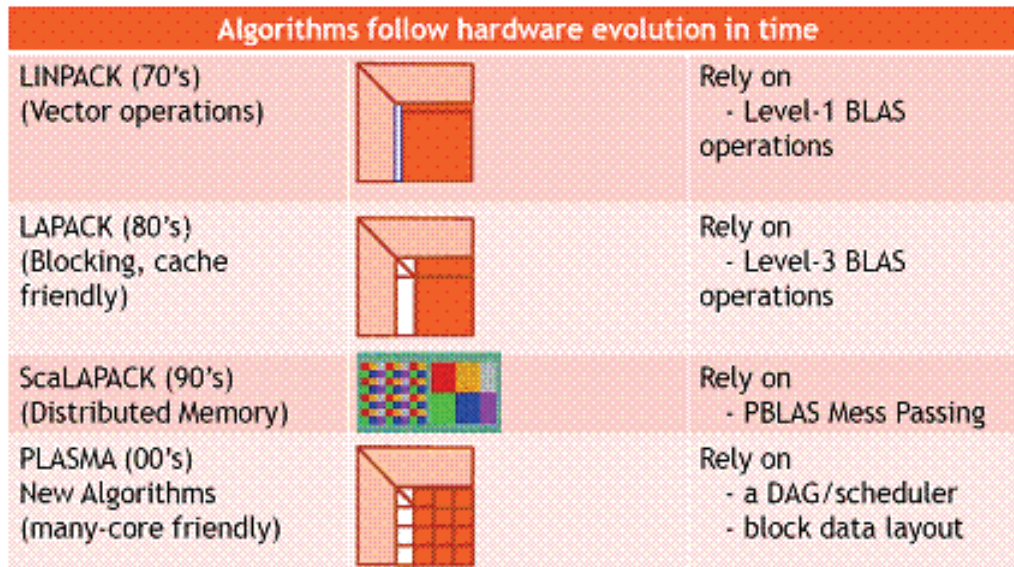 Algorithms follow hardware evolution in time
LINPACK (70's)
(Vector operations)
Rely on
- Level-1 BLAS
operations
LAPACK (80's)
(Blocking, cache
friendly)
Rely on
- Level-3 BLAS
operations
ScaLAPACK (90's)
(Distributed Memory)
Rely on
- PBLAS Mess Passing
PLASMA (00's)
New Algorithms
(many-core friendly)
Rely on
- a DAG/scheduler
- block data layout